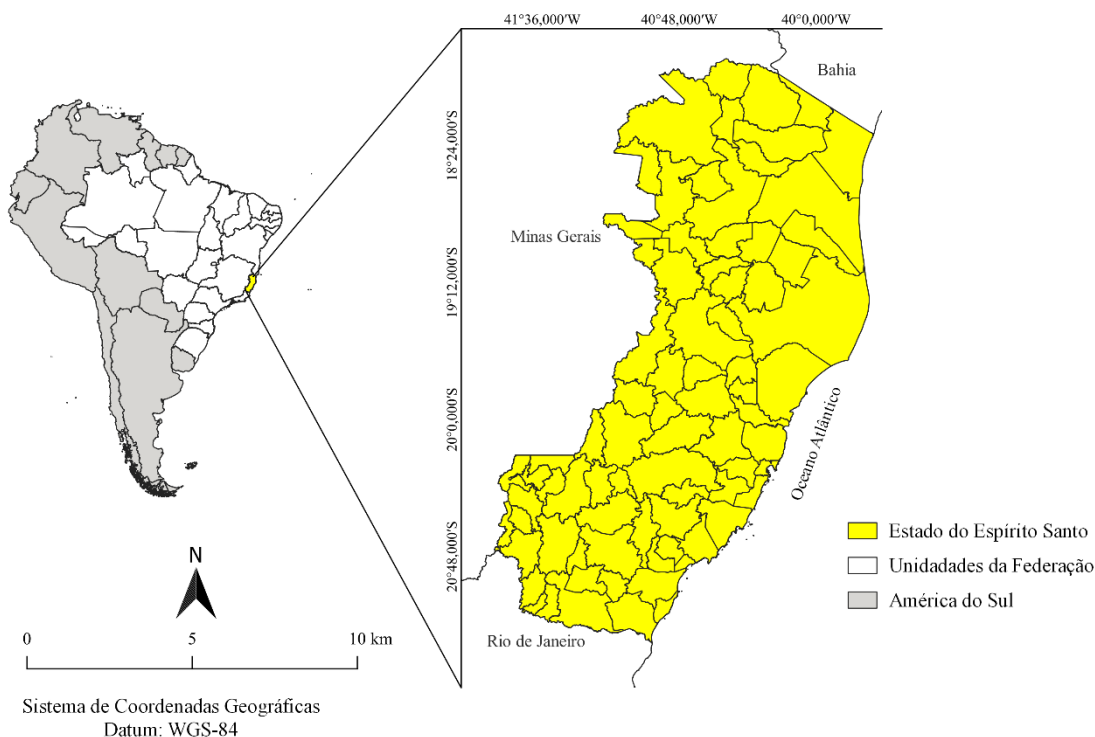 41°36,000'W 40°48,000'W 40°0,000'W
Bahia
18°24,000'S
Minas Gerais
19°12,000'S
20°0,000'S
Oceano Atlântico
20°48,000'S
Estado do Espírito Santo
Unidadades da Federação
América do Sul
N
0 5 10 km
Rio de Janeiro
Sistema de Coordenadas Geográficas
Datum: WGS-84